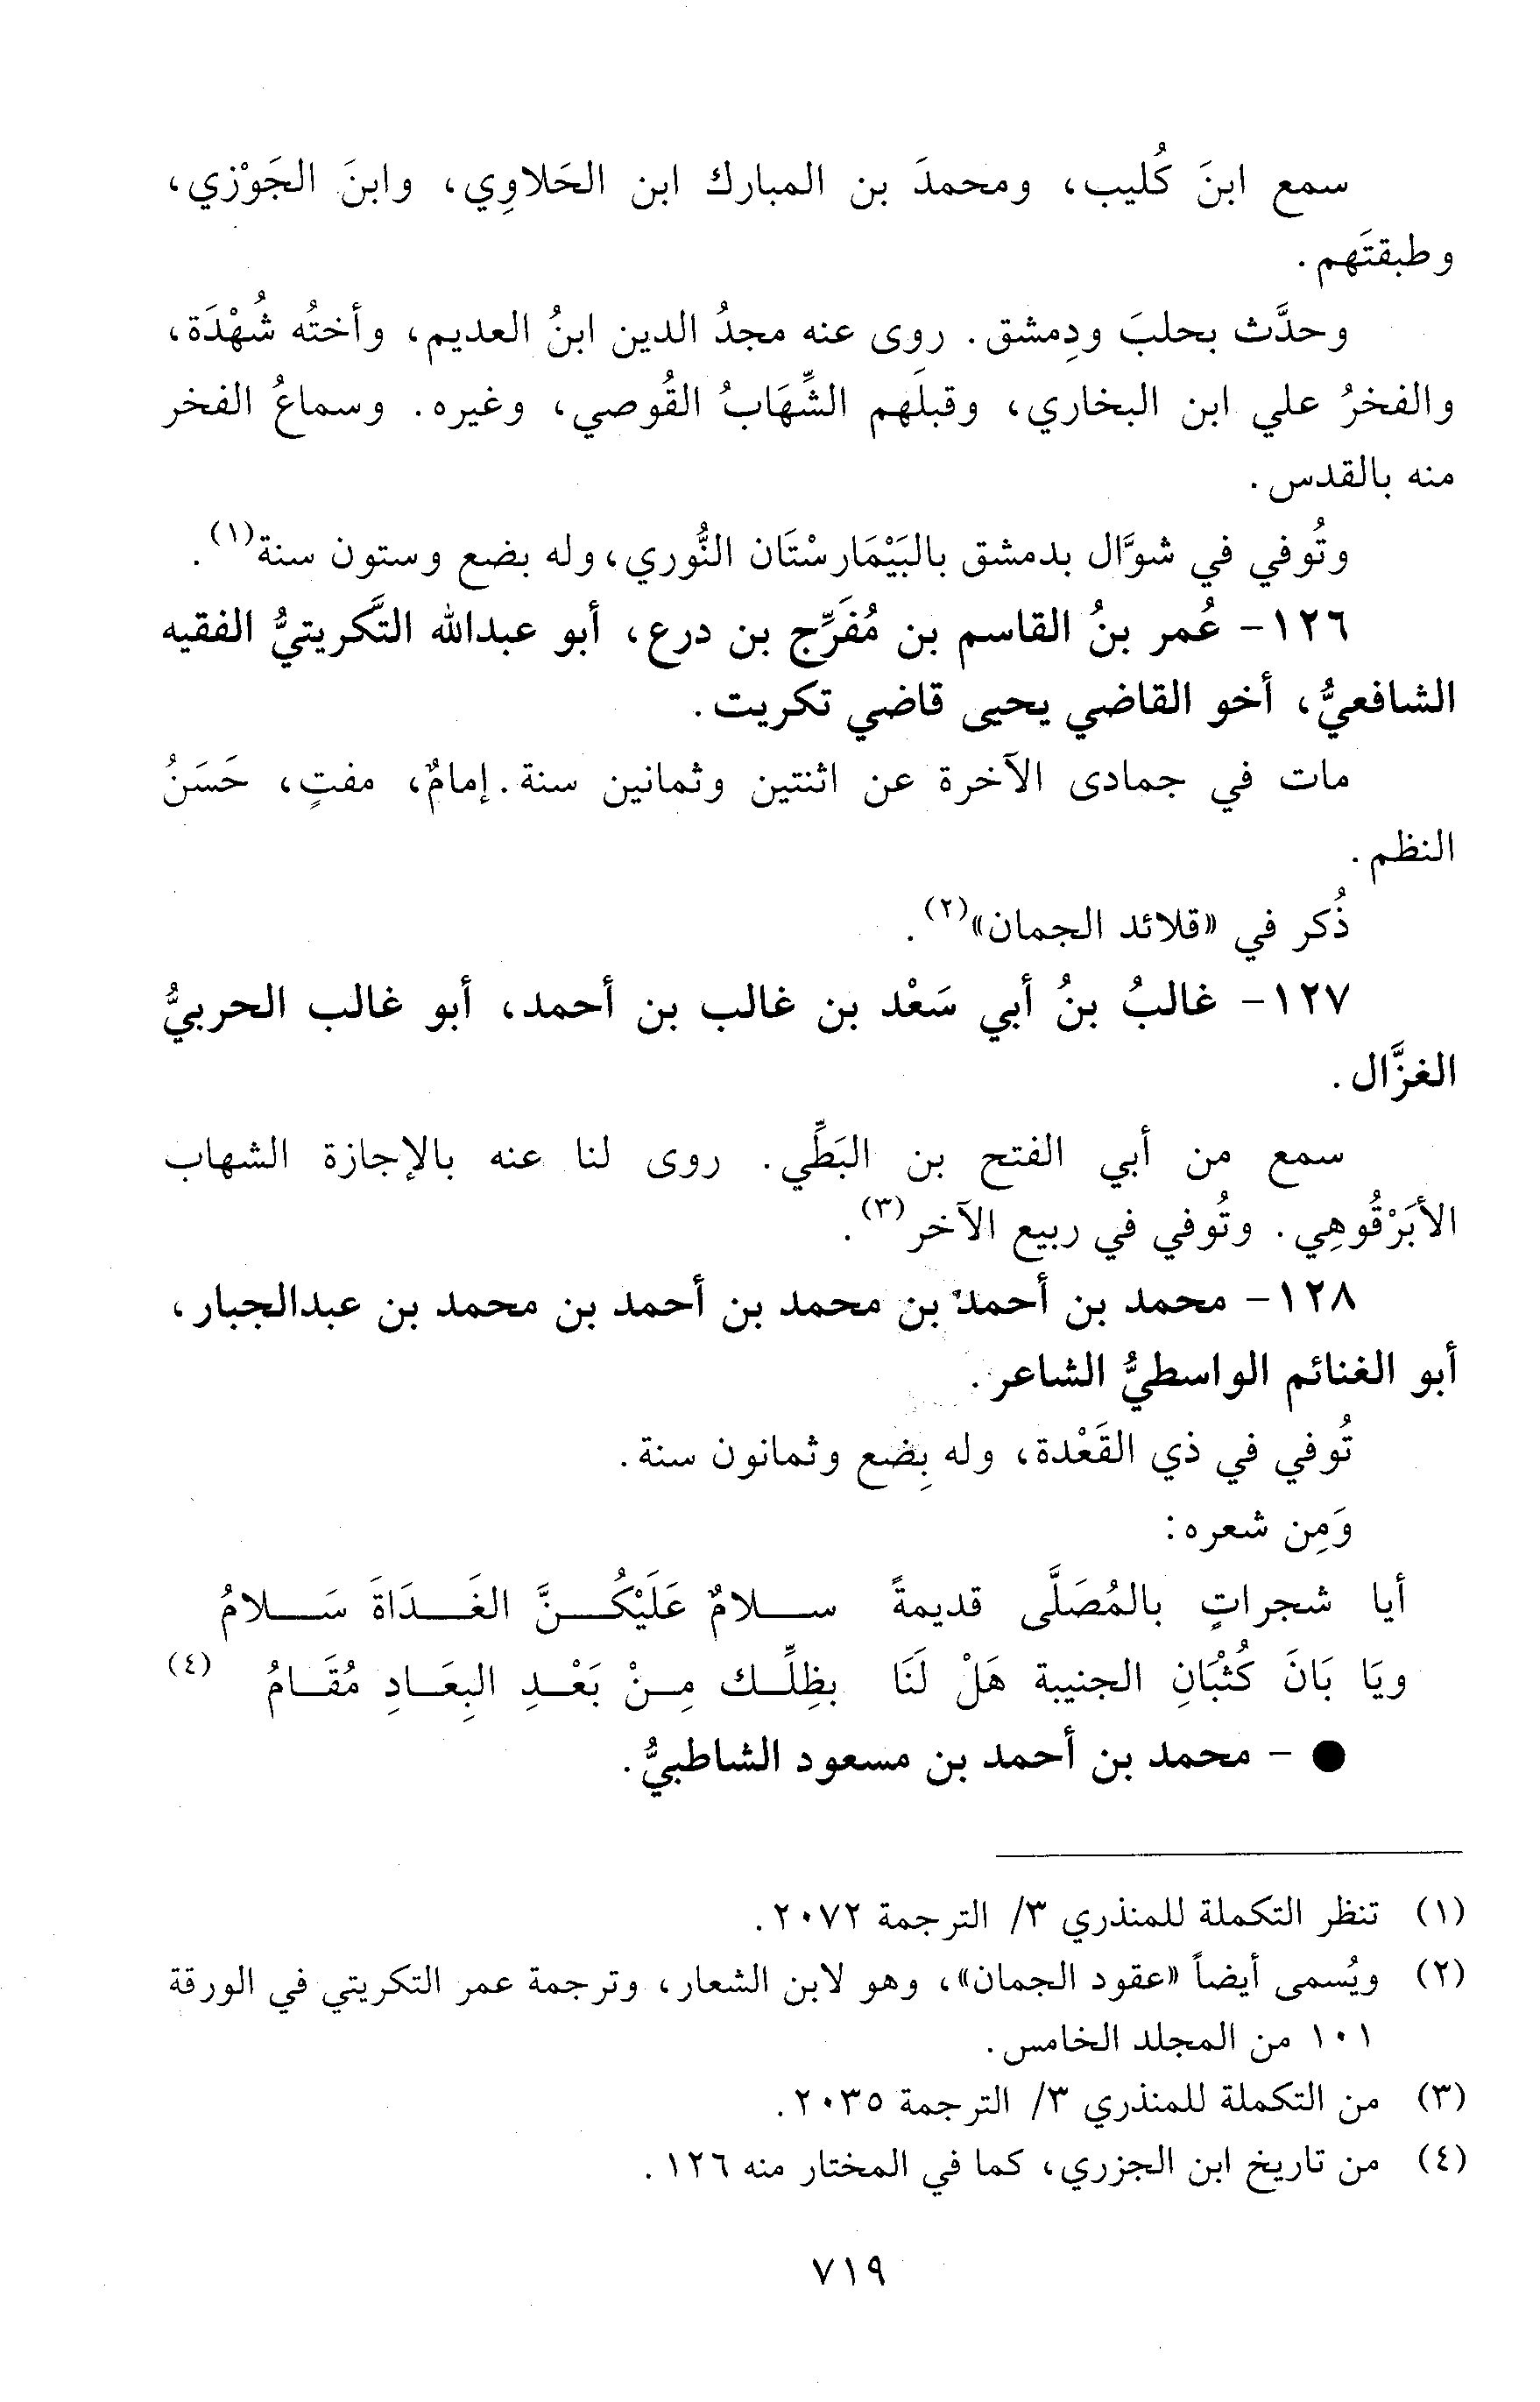 سمع ابنَ كُليب، ومحمدَ بن المبارك ابن الحَلاوِي، وابنَ الجَوْزي،
وطبقتَهم.
وحدَّث بحلبَ ودِمشق. روى عنه مجدُ الدين ابنُ العديم، وأختُه شُهْدَة،
والفخرُ علي ابن البخاري، وقبلَهم الشِّهَابُ القُوصي، وغيره. وسماعُ الفخر
منه بالقدس.
وتُوفي في شوَّال بدمشق بالبَيْمَارسْتَان النُّوري، وله بضع وستون سنة(١).
١٢٦- عُمر بنُ القاسم بن مُفَرِّج بن درع، أبو عبدالله التَّكريتيُّ الفقيه
الشافعيُّ، أخو القاضي يحيى قاضي تكريت.
مات في جمادى الآخرة عن اثنتين وثمانين سنة. إمامٌ، مفتٍ، حَسَنُ
النظم.
ذُكر في «قلائد الجمان»(٢).
١٢٧- غالبُ بنُ أبي سَعْد بن غالب بن أحمد، أبو غالب الحربيُّ
الغزَّال.
سمع من أبي الفتح بن البَطِّي. روى لنا عنه بالإجازة الشهاب
الأبَرْقُوهِي. وتُوفي في ربيع الآخر(٣).
١٢٨- محمد بن أحمد بن محمد بن أحمد بن محمد بن عبدالجبار،
أبو الغنائم الواسطيُّ الشاعر.
تُوفي في ذي القَعْدة، وله بِضع وثمانون سنة.
وَمِن شعره:
أيا شجراتٍ بالمُصَلَّى قديمةً سلامٌ عَلَيْكُنَّ الغَدَاةَ سَلامُ
ويَا بَانَ كُثْبَانِ الجنيبة هَلْ لَنَا بظِلِّك مِنْ بَعْدِ البِعَادِ مُقَامُ (٤)
● - محمد بن أحمد بن مسعود الشاطبيُّ.
(١) تنظر التكملة للمنذري ٣/ الترجمة ٢٠٧٢.
(٢) ويُسمى أيضاً «عقود الجمان»، وهو لابن الشعار، وترجمة عمر التكريتي في الورقة
١٠١ من المجلد الخامس.
(٣) من التكملة للمنذري ٣/ الترجمة ٢٠٣٥.
(٤) من تاريخ ابن الجزري، كما في المختار منه ١٢٦.
٧١٩